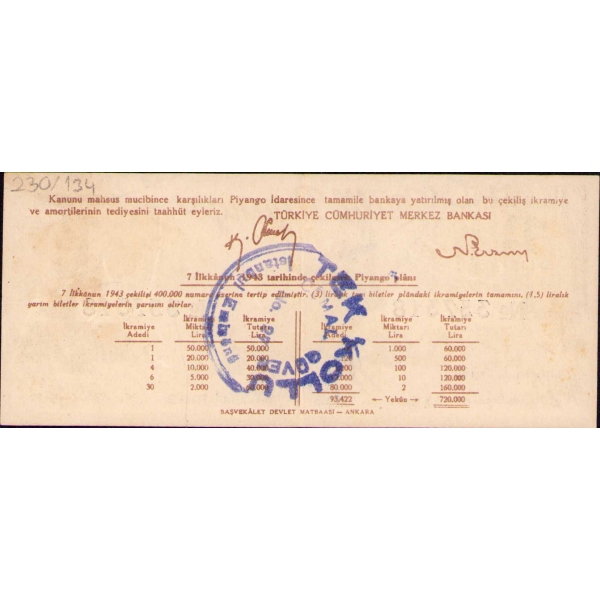 230/134
Kanunu mahsus mucibince karşılıkları Piyango İdaresince tamamile bankaya yatırılmış olan bu çekiliş ikramiye
ve amortilerinin tediyesini taahhüt eyleriz. TÜRKİYE CÜMHURİYET MERKEZ BANKASI
7 İlkkânun 1943 tarihinde çekilecek Piyango plânı
7 İlkkânun 1943 çekilişi 400.000 numara üzerine tertip edilmiştir. (3) liralık tam biletler plândaki ikramiyelerin tamamını, (1.5) liralık
yarım biletler ikramiyelerin yarısını alırlar.
İkramiye Adedi İkramiye Miktarı Lira İkramiye Tutarı Lira İkramiye Adedi İkramiye Miktarı Lira İkramiye Tutarı Lira
1 50.000 50.000 1.000 60.000
1 20.000 20.000 500 60.000
4 10.000 40.000 100 120.000
6 5.000 10 120.000
30 2.000 80.000 2 160.000
93.422 ← Yekûn → 720.000
BAŞVEKÂLET DEVLET MATBAASI — ANKARA
TEK KOLLU
CEMAL GÜVEN
İstanbul